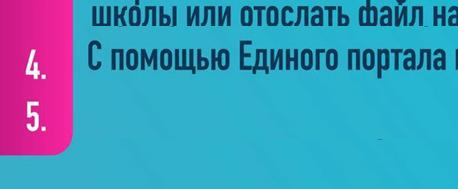 школы или отослать файл на
4. С помощью Единого портала
5.